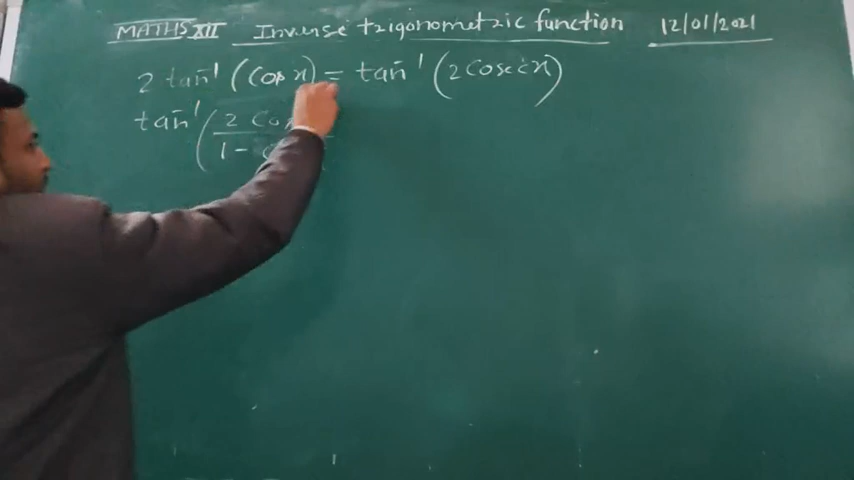 MATHS XII Inverse trigonometric function 12/01/2021
2 tan⁻¹ (Cos x) = tan⁻¹ (2 Cosec x)
tan⁻¹ ( 2 Co
1 -